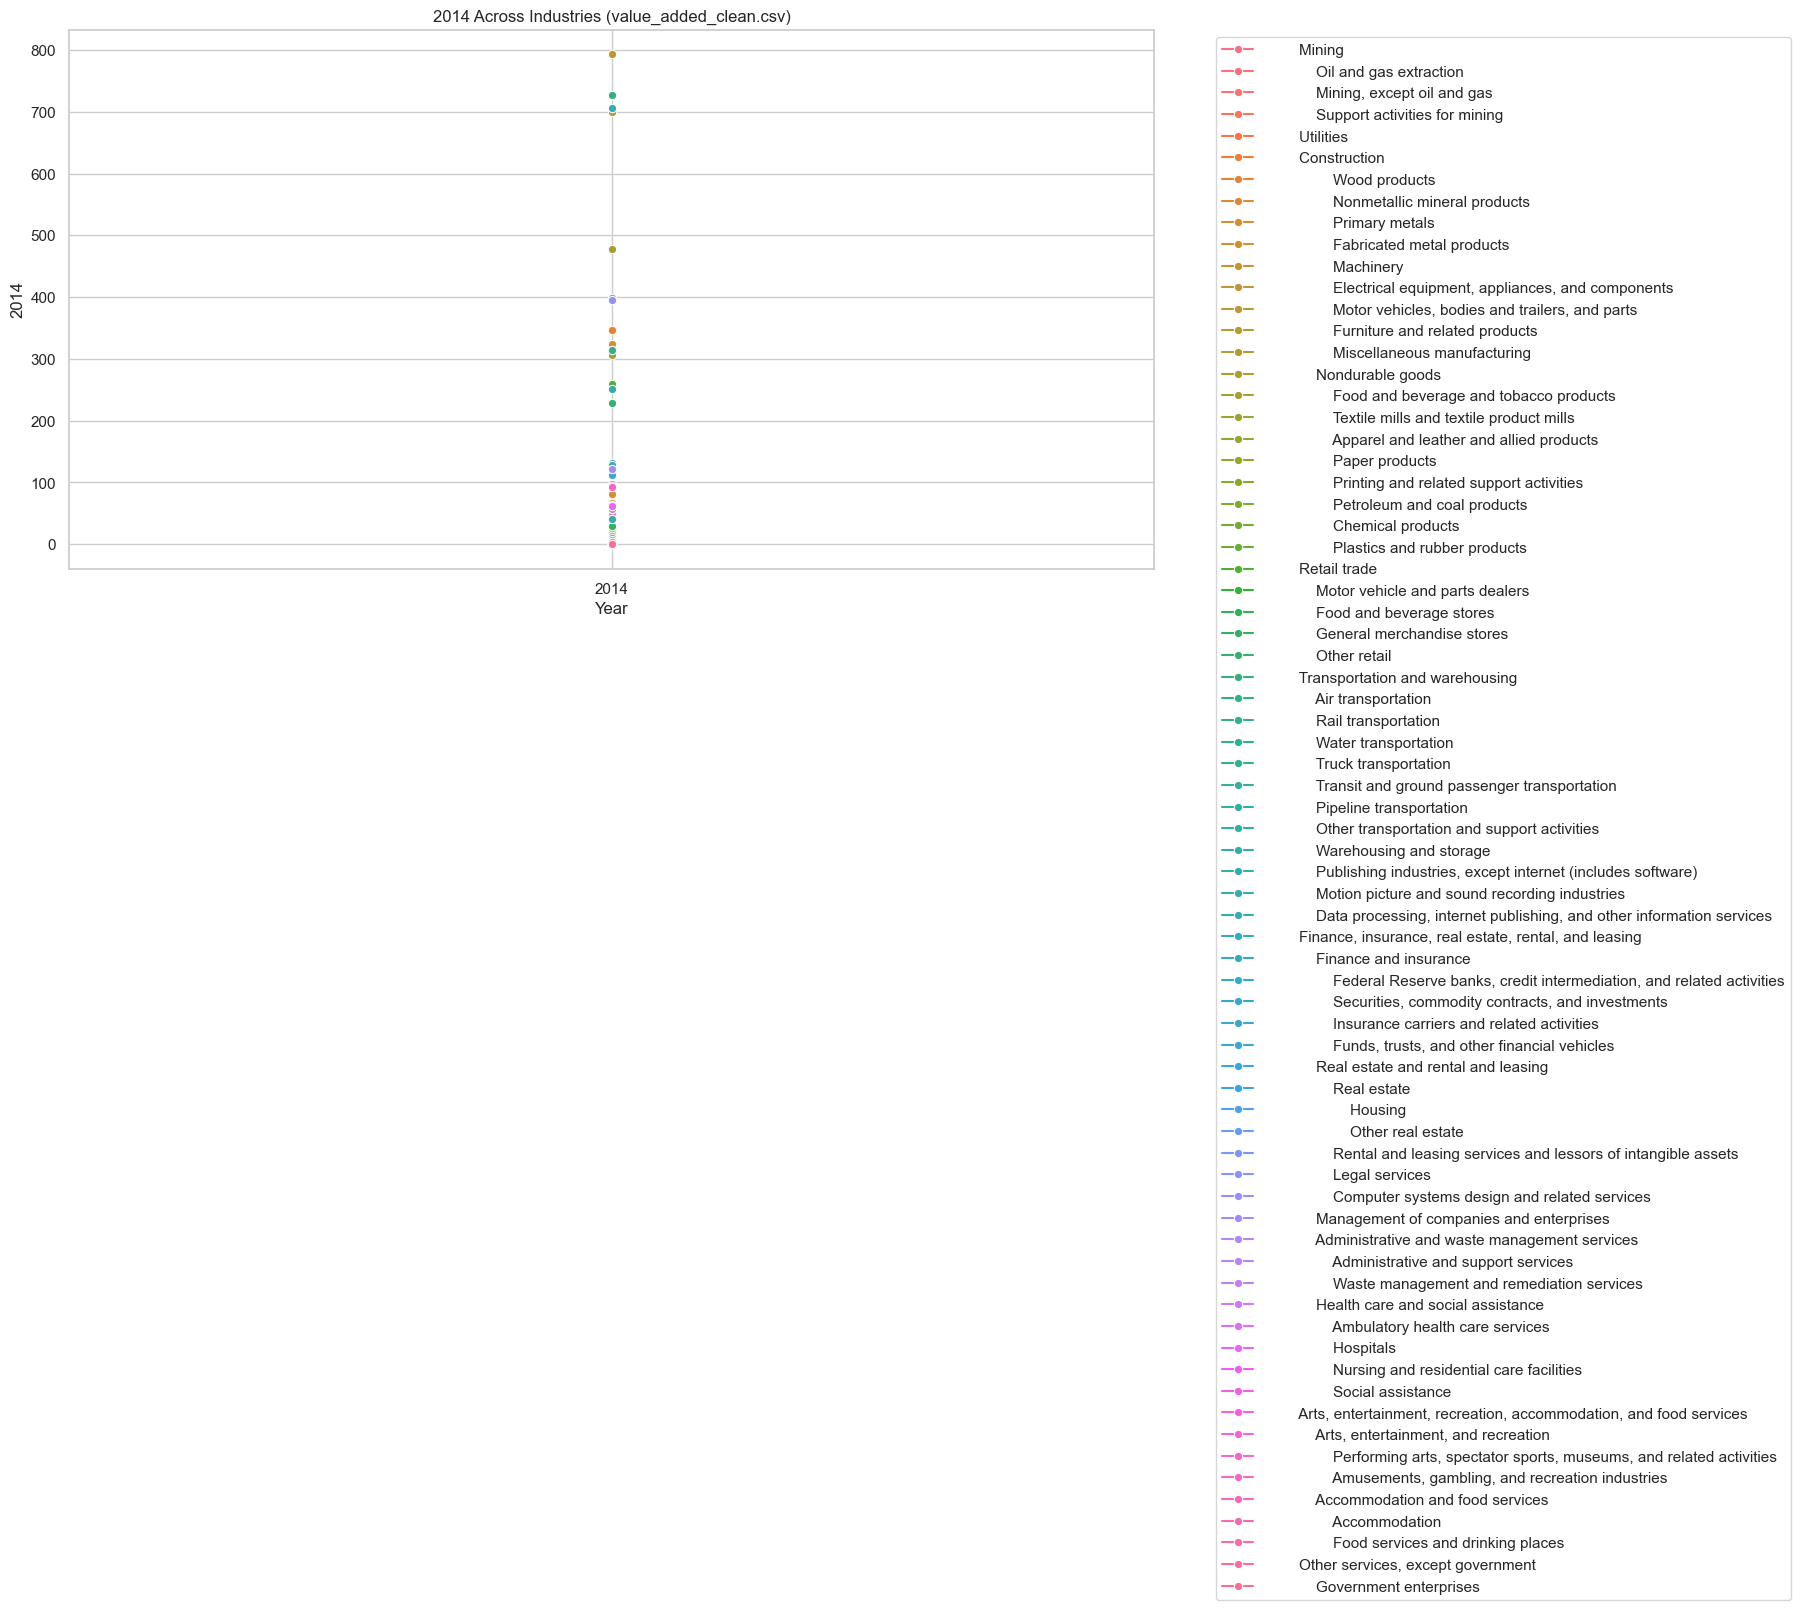 2014 Across Industries (value_added_clean.csv)
800
700
600
500
400
300
200
100
0
2014
2014
Year
Mining
Oil and gas extraction
Mining, except oil and gas
Support activities for mining
Utilities
Construction
Wood products
Nonmetallic mineral products
Primary metals
Fabricated metal products
Machinery
Electrical equipment, appliances, and components
Motor vehicles, bodies and trailers, and parts
Furniture and related products
Miscellaneous manufacturing
Nondurable goods
Food and beverage and tobacco products
Textile mills and textile product mills
Apparel and leather and allied products
Paper products
Printing and related support activities
Petroleum and coal products
Chemical products
Plastics and rubber products
Retail trade
Motor vehicle and parts dealers
Food and beverage stores
General merchandise stores
Other retail
Transportation and warehousing
Air transportation
Rail transportation
Water transportation
Truck transportation
Transit and ground passenger transportation
Pipeline transportation
Other transportation and support activities
Warehousing and storage
Publishing industries, except internet (includes software)
Motion picture and sound recording industries
Data processing, internet publishing, and other information services
Finance, insurance, real estate, rental, and leasing
Finance and insurance
Federal Reserve banks, credit intermediation, and related activities
Securities, commodity contracts, and investments
Insurance carriers and related activities
Funds, trusts, and other financial vehicles
Real estate and rental and leasing
Real estate
Housing
Other real estate
Rental and leasing services and lessors of intangible assets
Legal services
Computer systems design and related services
Management of companies and enterprises
Administrative and waste management services
Administrative and support services
Waste management and remediation services
Health care and social assistance
Ambulatory health care services
Hospitals
Nursing and residential care facilities
Social assistance
Arts, entertainment, recreation, accommodation, and food services
Arts, entertainment, and recreation
Performing arts, spectator sports, museums, and related activities
Amusements, gambling, and recreation industries
Accommodation and food services
Accommodation
Food services and drinking places
Other services, except government
Government enterprises